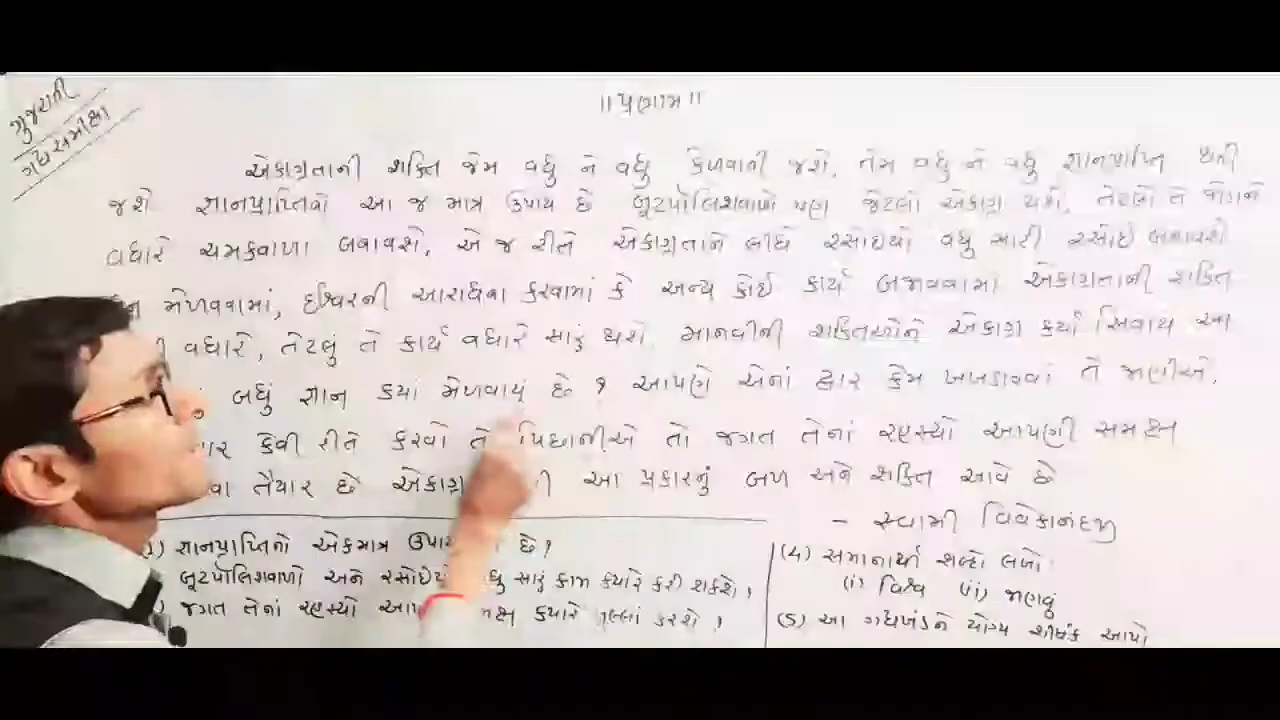 ગુજરાતી
ગદ્યસમીક્ષા
॥ પ્રણામ ॥
એકાગ્રતાની શક્તિ જેમ વધુ ને વધુ કેળવાતી જશે, તેમ વધુ ને વધુ જ્ઞાનપ્રાપ્તિ થતી
જશે જ્ઞાનપ્રાપ્તિનો આ જ માત્ર ઉપાય છે બૂટપૉલિશવાળો પણ જેટલો એકાગ્ર થશે, તેટલો તે જોડાને
વધારે ચમકવાળા બનાવશે, એ જ રીતે એકાગ્રતાને લીધે રસોઇયો વધુ સારી રસોઈ બનાવશે
મેળવવામાં, ઈશ્વરની આરાધના કરવામાં કે અન્ય કોઈ કાર્ય બજાવવામાં એકાગ્રતાની શક્તિ
વધારે, તેટલું તે કાર્ય વધારે સારું થશે. માનવીની શક્તિઓને એકાગ્ર કર્યા સિવાય આ
બધું જ્ઞાન ક્યાં મેળવાયું છે ? આપણે એનાં દ્વાર કેમ ખખડાવવાં તે જાણીએ,
કેવી રીતે કરવો તે પિછાનીએ તો જગત તેનાં રહસ્યો આપણી સમક્ષ
તૈયાર છે આ પ્રકારનું બળ અને શક્તિ આવે છે
- સ્વામી વિવેકાનંદજી
1) જ્ઞાનપ્રાપ્તિનો એકમાત્ર છે ?
બૂટપૉલિશવાળો અને સારું કામ ક્યારે કરી શકશે ?
જગત તેનાં રહસ્યો ક્યારે ખુલ્લાં કરશે ?
(4) સમાનાર્થી શબ્દો લખો :
(i) વિશ્વ (ii) જાણવું
(5) આ ગદ્યખંડને યોગ્ય શીર્ષક આપો